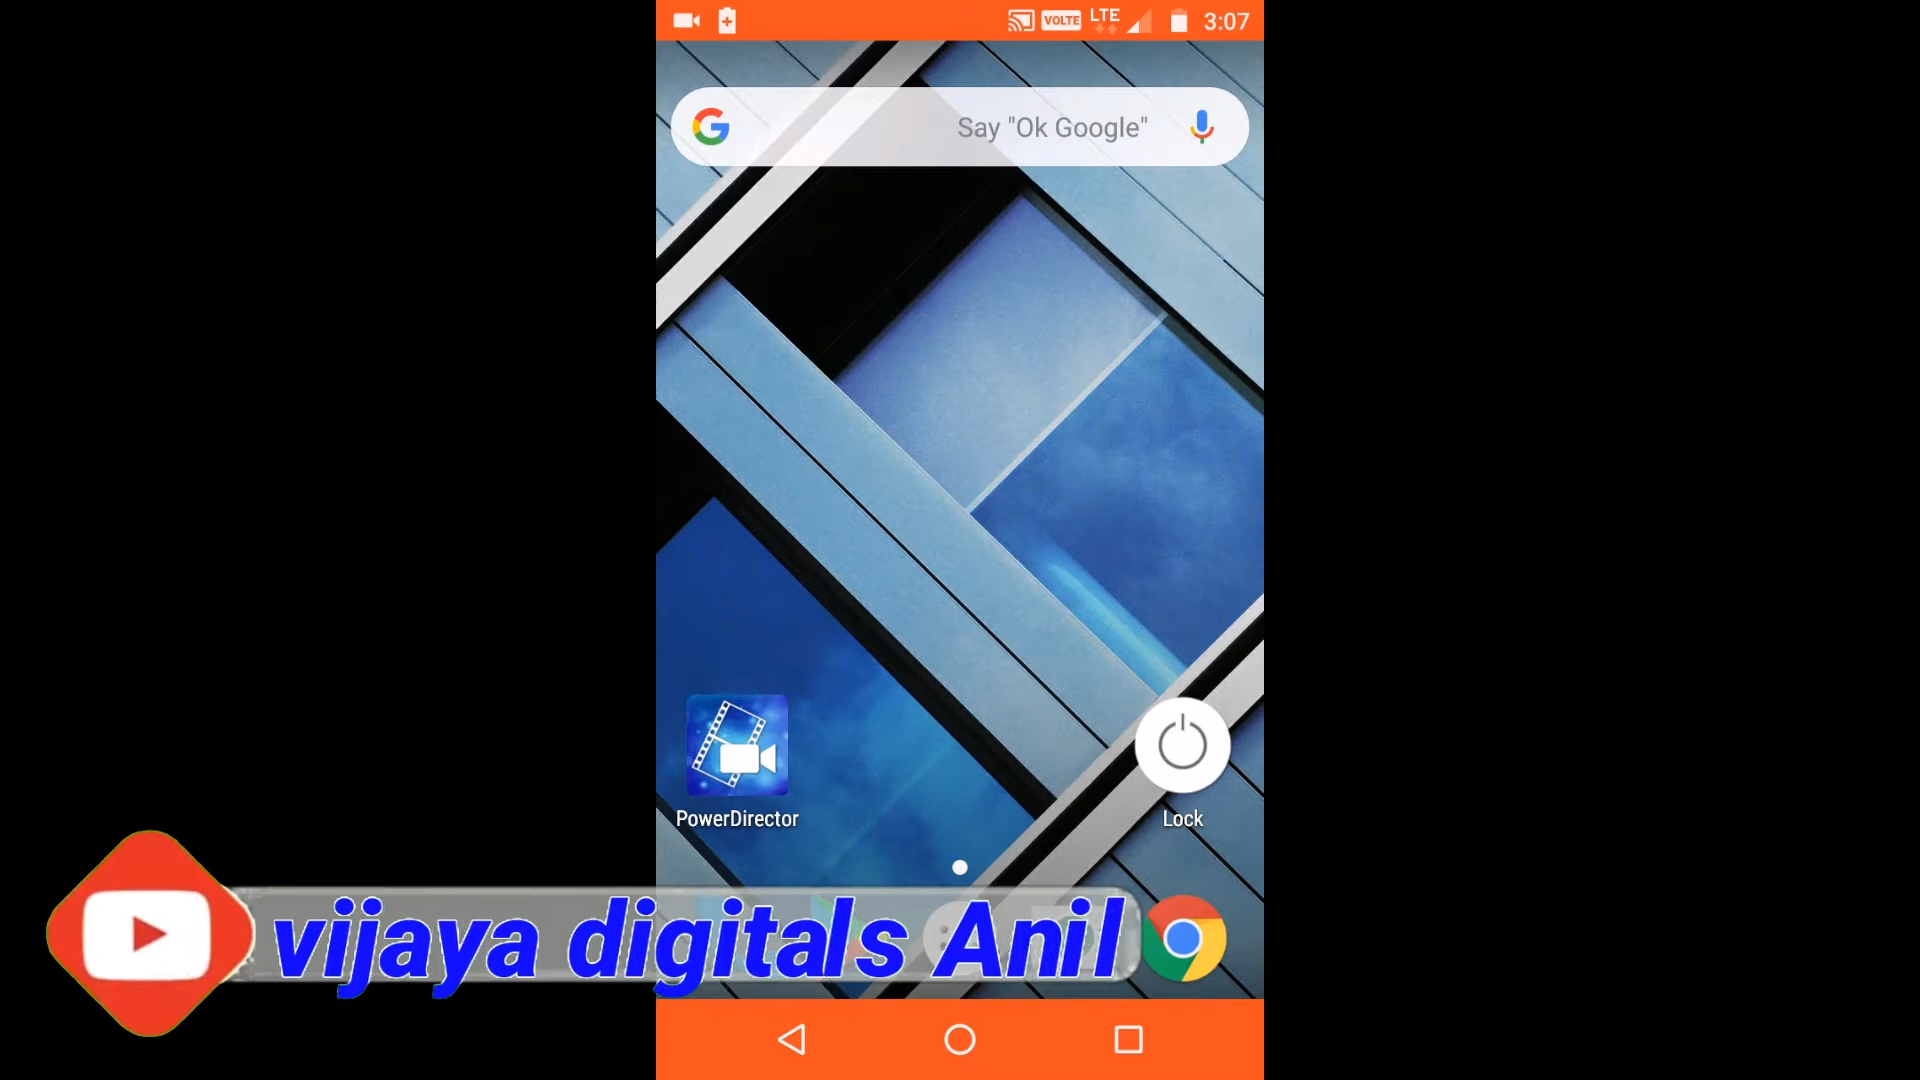 VOLTE LTE 3:07
Say "Ok Google"
PowerDirector
Lock
vijaya digitals Anil